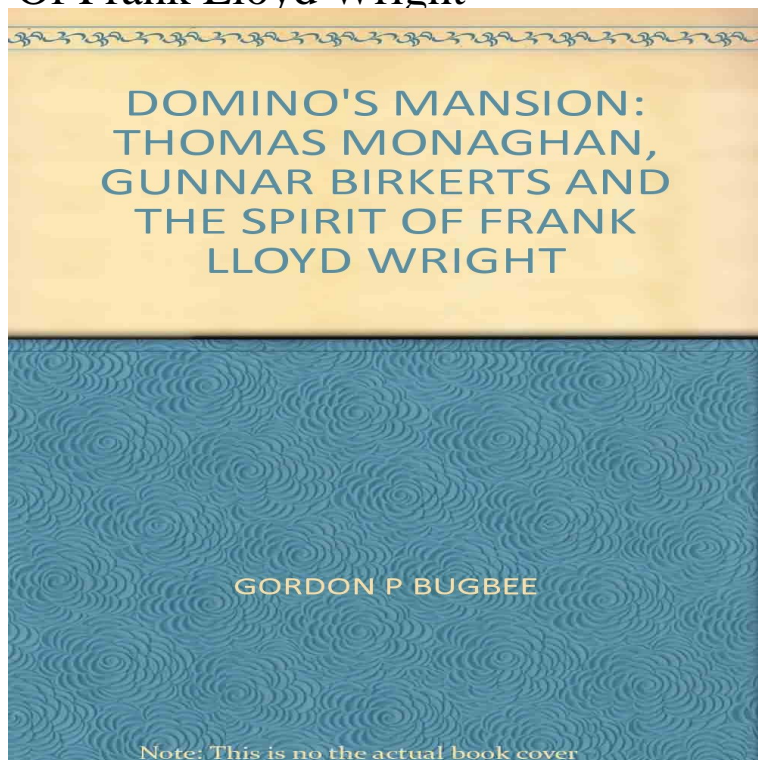 Of Frank Lloyd Wright
DOMINO'S MANSION:
THOMAS MONAGHAN,
GUNNAR BIRKERTS AND
THE SPIRIT OF FRANK
LLOYD WRIGHT
GORDON P BUGBEE
Note: This is no the actual book cover